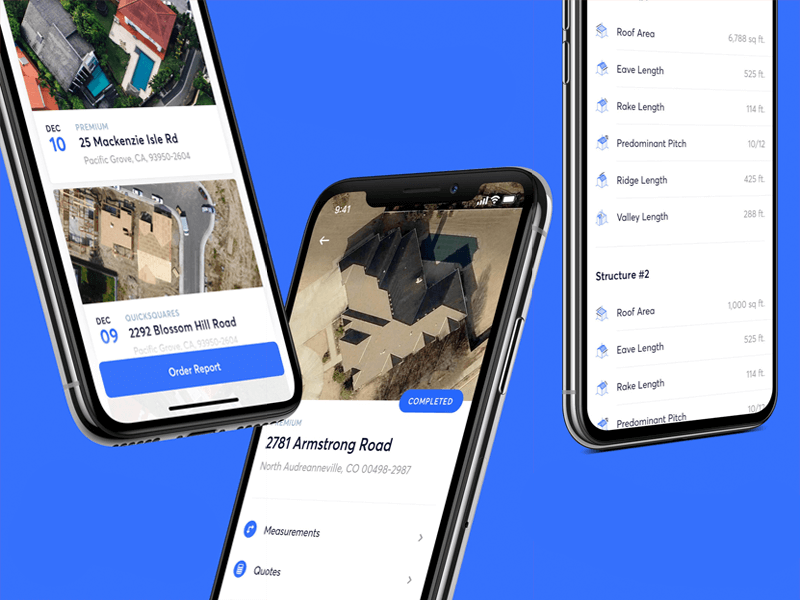 DEC
10
PREMIUM
25 Mackenzie Isle Rd
Pacific Grove, CA, 93950-2604
DEC
09
QUICKSQUARES
2292 Blossom Hill Road
Pacific Grove, CA, 93950-2604
Order Report
9:41
COMPLETED
2781 Armstrong Road
North Audreanneville, CO 00498-2987
Measurements
Quotes
Roof Area 6,788 sq ft.
Eave Length 525 ft.
Rake Length 114 ft.
Predominant Pitch 10/12
Ridge Length 425 ft.
Valley Length 288 ft.
Structure #2
Roof Area 1,000 sq ft.
Eave Length 525 ft.
Rake Length 114 ft.
Predominant Pitch 10/12